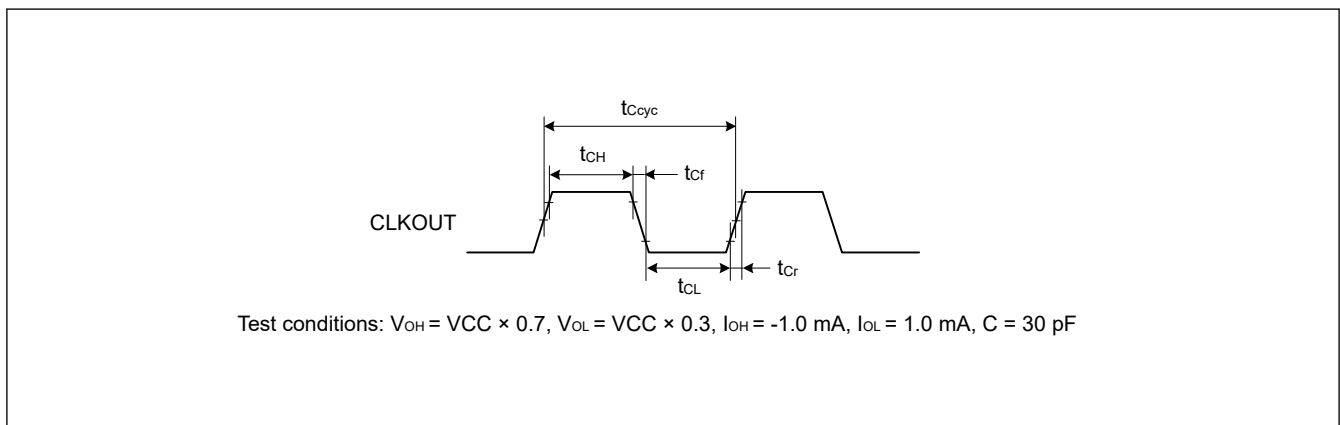 tCcyc
tCH
tCf
CLKOUT
tCr
tCL
Test conditions: VOH = VCC × 0.7, VOL = VCC × 0.3, IOH = -1.0 mA, IOL = 1.0 mA, C = 30 pF